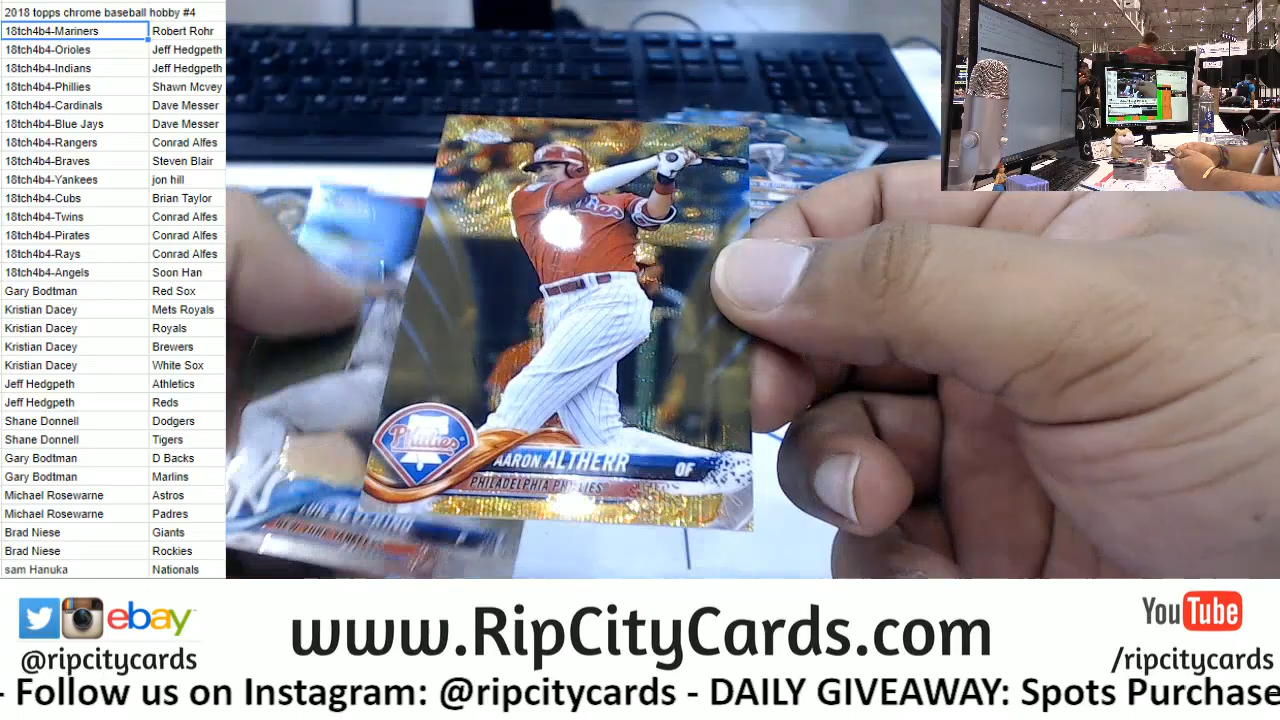 2018 topps chrome baseball hobby #4
18tch4b4-Mariners Robert Rohr
18tch4b4-Orioles Jeff Hedgpeth
18tch4b4-Indians Jeff Hedgpeth
18tch4b4-Phillies Shawn Mcvey
18tch4b4-Cardinals Dave Messer
18tch4b4-Blue Jays Dave Messer
18tch4b4-Rangers Conrad Alfes
18tch4b4-Braves Steven Blair
18tch4b4-Yankees jon hill
18tch4b4-Cubs Brian Taylor
18tch4b4-Twins Conrad Alfes
18tch4b4-Pirates Conrad Alfes
18tch4b4-Rays Conrad Alfes
18tch4b4-Angels Soon Han
Gary Bodtman Red Sox
Kristian Dacey Mets Royals
Kristian Dacey Royals
Kristian Dacey Brewers
Kristian Dacey White Sox
Jeff Hedgpeth Athletics
Jeff Hedgpeth Reds
Shane Donnell Dodgers
Shane Donnell Tigers
Gary Bodtman D Backs
Gary Bodtman Marlins
Michael Rosewarne Astros
Michael Rosewarne Padres
Brad Niese Giants
Brad Niese Rockies
sam Hanuka Nationals
Phillies
AARON ALTHERR OF
PHILADELPHIA PHILLIES
ebay
@ripcitycards
www.RipCityCards.com
YouTube
/ripcitycards
- Follow us on Instagram: @ripcitycards - DAILY GIVEAWAY: Spots Purchase